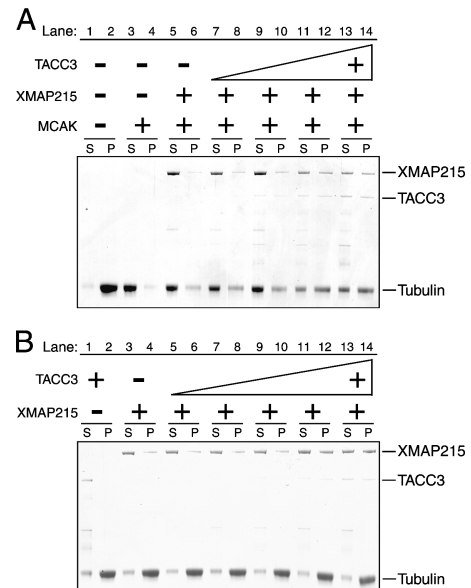 A
Lane: 1 2 3 4 5 6 7 8 9 10 11 12 13 14
TACC3 - - - +
XMAP215 - - + + + + +
MCAK - + + + + + +
S P S P S P S P S P S P S P
XMAP215
TACC3
Tubulin
B
Lane: 1 2 3 4 5 6 7 8 9 10 11 12 13 14
TACC3 + - +
XMAP215 - + + + + + +
S P S P S P S P S P S P S P
XMAP215
TACC3
Tubulin